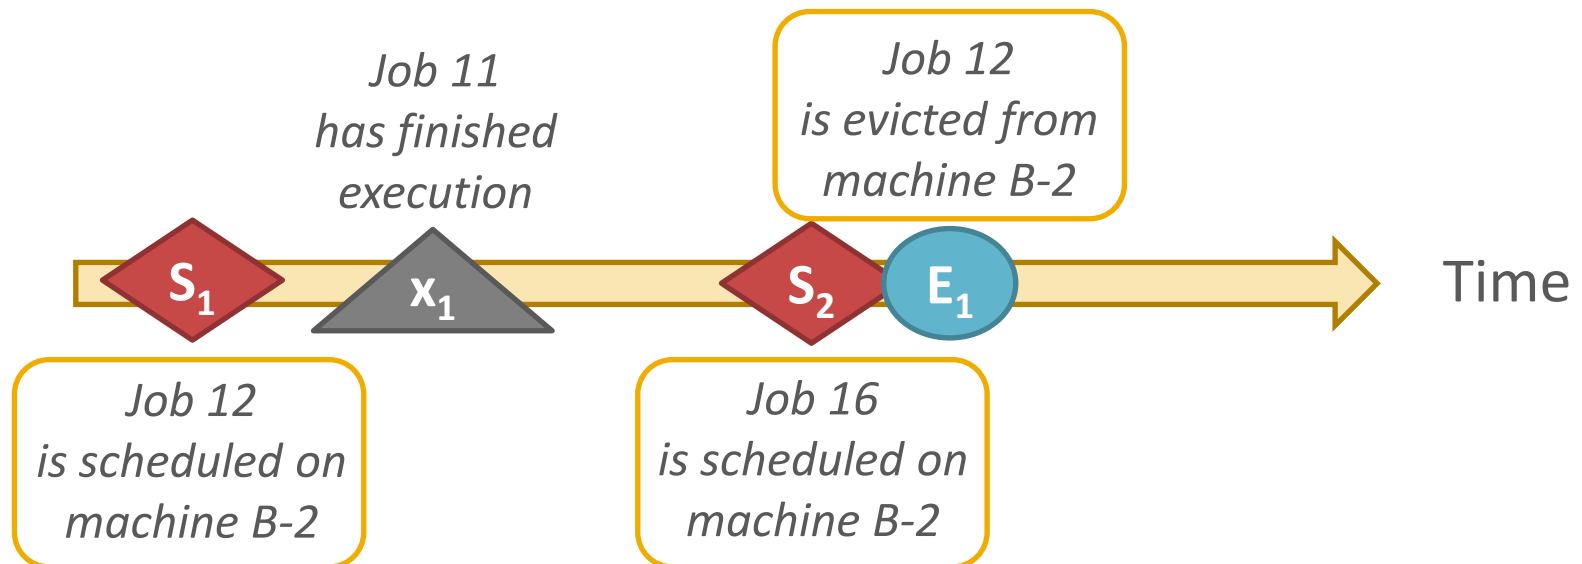 Job 11
has finished
execution
Job 12
is evicted from
machine B-2
S1
x1
S2
E1
Time
Job 12
is scheduled on
machine B-2
Job 16
is scheduled on
machine B-2